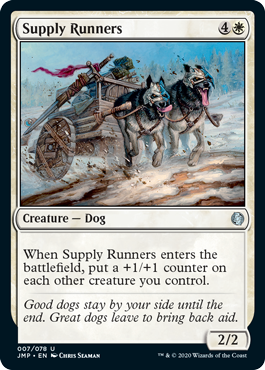 Supply Runners 4
Creature — Dog
When Supply Runners enters the
battlefield, put a +1/+1 counter on
each other creature you control.
Good dogs stay by your side until the
end. Great dogs leave to bring back aid.
2/2
007/078 U
JMP • EN Chris Seaman
™ & © 2020 Wizards of the Coast